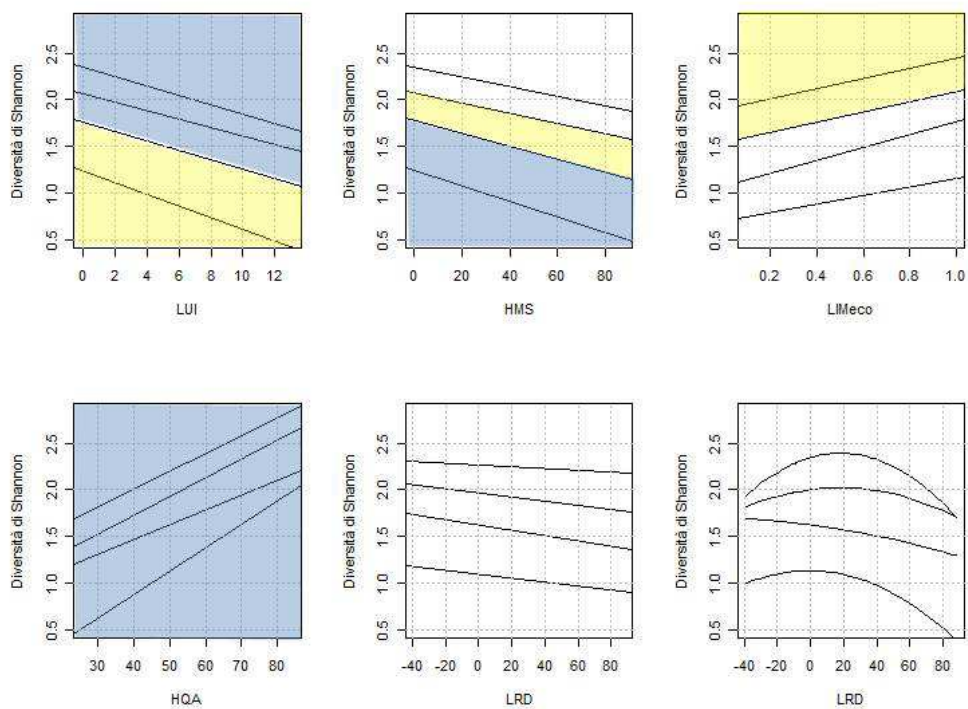 Diversità di Shannon
0.5 1.0 1.5 2.0 2.5
0 2 4 6 8 10 12
LUI
Diversità di Shannon
0.5 1.0 1.5 2.0 2.5
0 20 40 60 80
HMS
Diversità di Shannon
0.5 1.0 1.5 2.0 2.5
0.2 0.4 0.6 0.8 1.0
LIMeco
Diversità di Shannon
0.5 1.0 1.5 2.0 2.5
30 40 50 60 70 80
HQA
Diversità di Shannon
0.5 1.0 1.5 2.0 2.5
-40 -20 0 20 40 60 80
LRD
Diversità di Shannon
0.5 1.0 1.5 2.0 2.5
-40 -20 0 20 40 60 80
LRD